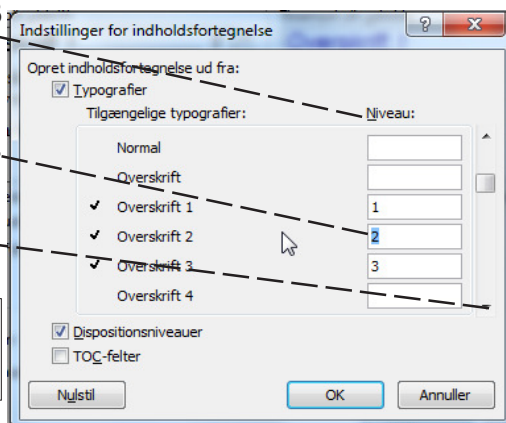 Indstillinger for indholdsfortegnelse
Opret indholdsfortegnelse ud fra:
Typografier
Tilgængelige typografier: Niveau:
Normal
Overskrift
Overskrift 1 1
Overskrift 2 2
Overskrift 3 3
Overskrift 4
Dispositionsniveauer
TOC-felter
Nulstil OK Annuller